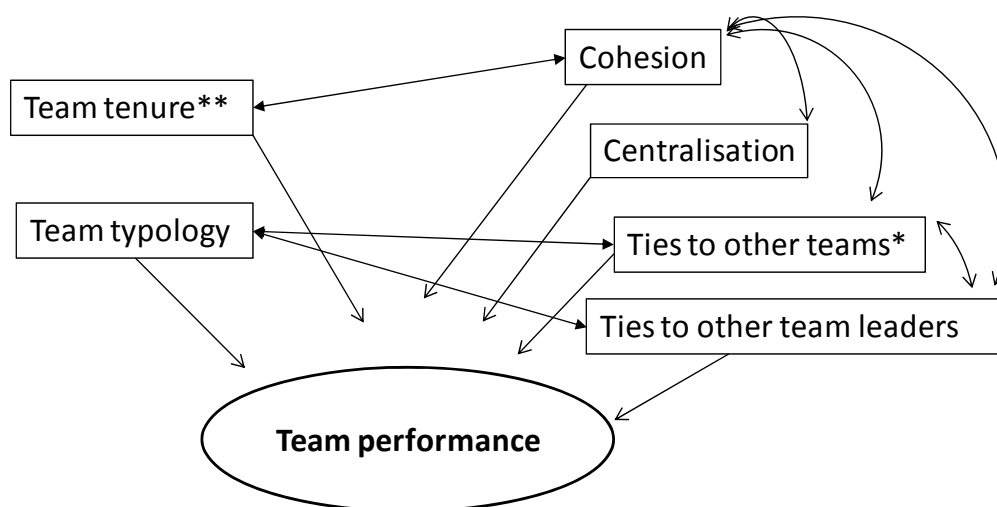 Cohesion
Team tenure**
Centralisation
Team typology
Ties to other teams*
Ties to other team leaders
Team performance